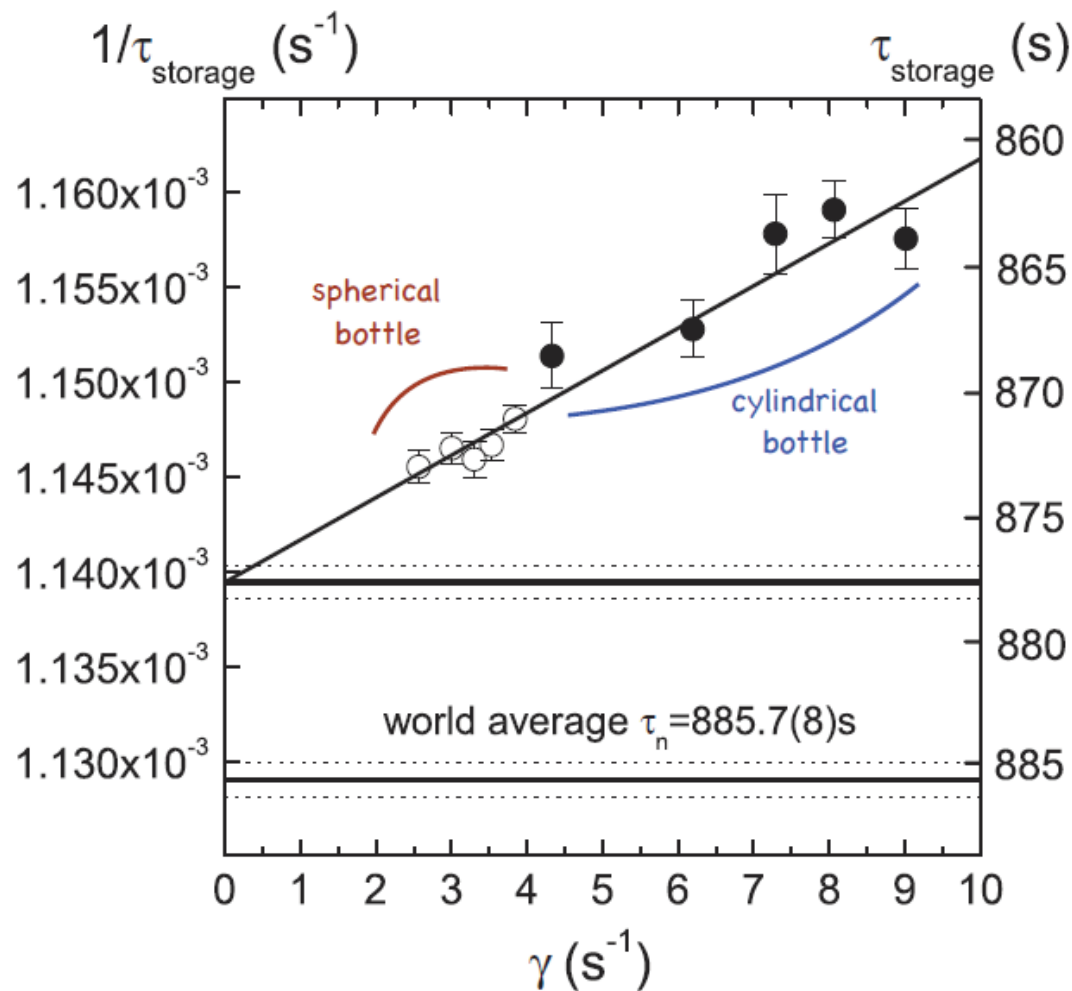 1/τstorage (s⁻¹)
τstorage (s)
1.160x10⁻³
1.155x10⁻³
1.150x10⁻³
1.145x10⁻³
1.140x10⁻³
1.135x10⁻³
1.130x10⁻³
860
865
870
875
880
885
spherical
bottle
cylindrical
bottle
world average τn=885.7(8)s
0 1 2 3 4 5 6 7 8 9 10
γ (s⁻¹)